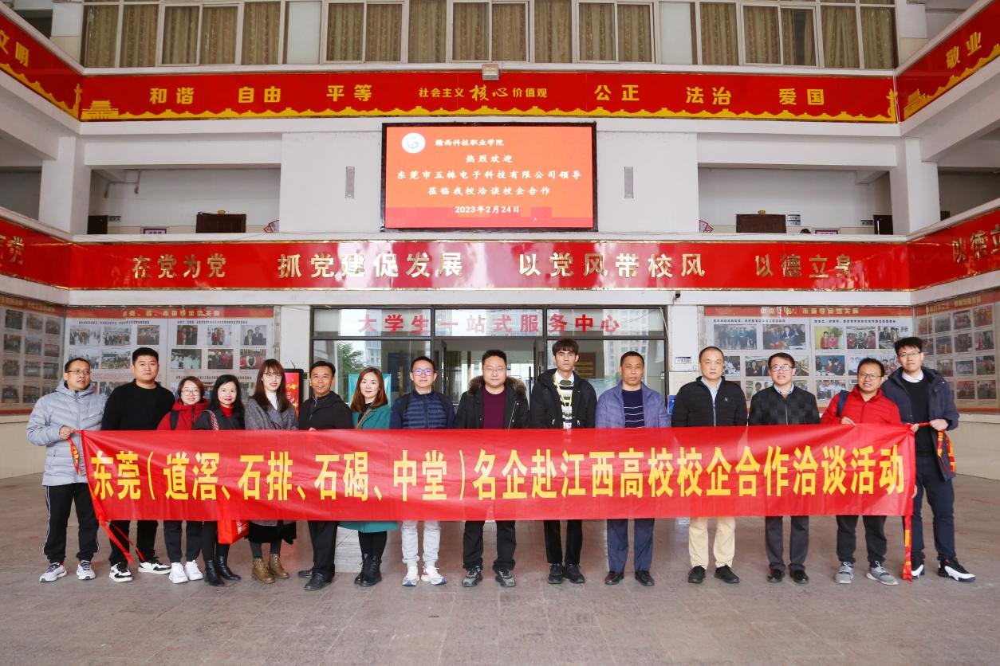 文明
和谐 自由 平等 社会主义核心价值观 公正 法治 爱国
敬业
赣西科技职业学院
热烈欢迎
东莞市五株电子科技有限公司领导
莅临我校洽谈校企合作
2023年2月24日
在党为党 抓党建促发展 以党风带校风 以德立身
以德立
大学生一站式服务中心
东莞(道滘、石排、石碣、中堂)名企赴江西高校校企合作洽谈活动